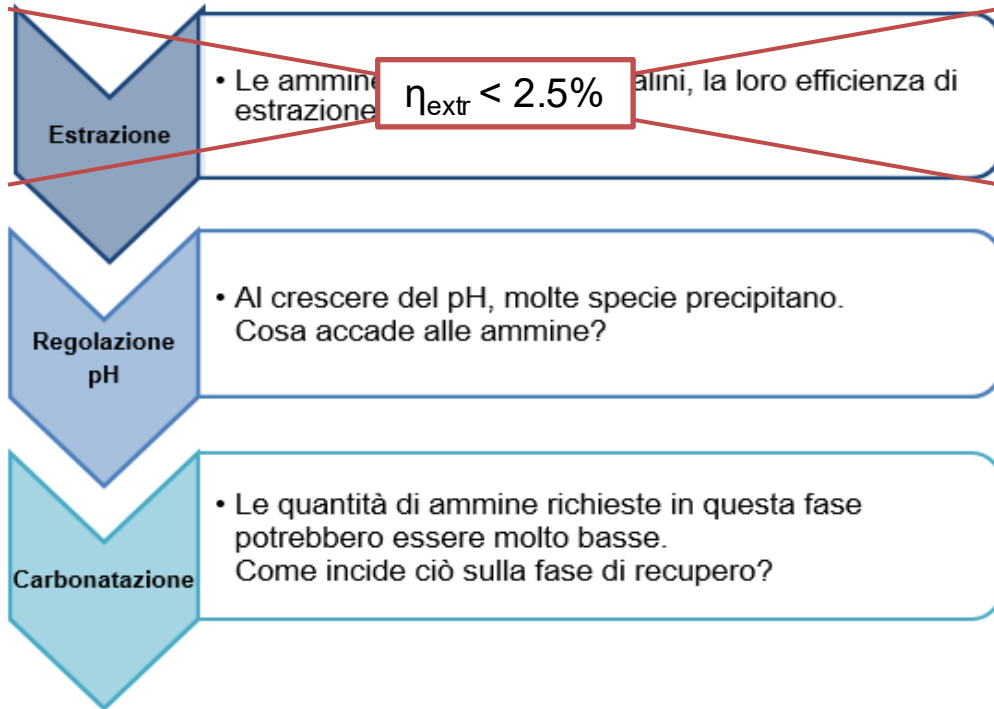 Estrazione
• Le ammine
alini, la loro efficienza di
estrazione
η_extr < 2.5%
Regolazione
pH
• Al crescere del pH, molte specie precipitano.
Cosa accade alle ammine?
Carbonatazione
• Le quantità di ammine richieste in questa fase
potrebbero essere molto basse.
Come incide ciò sulla fase di recupero?